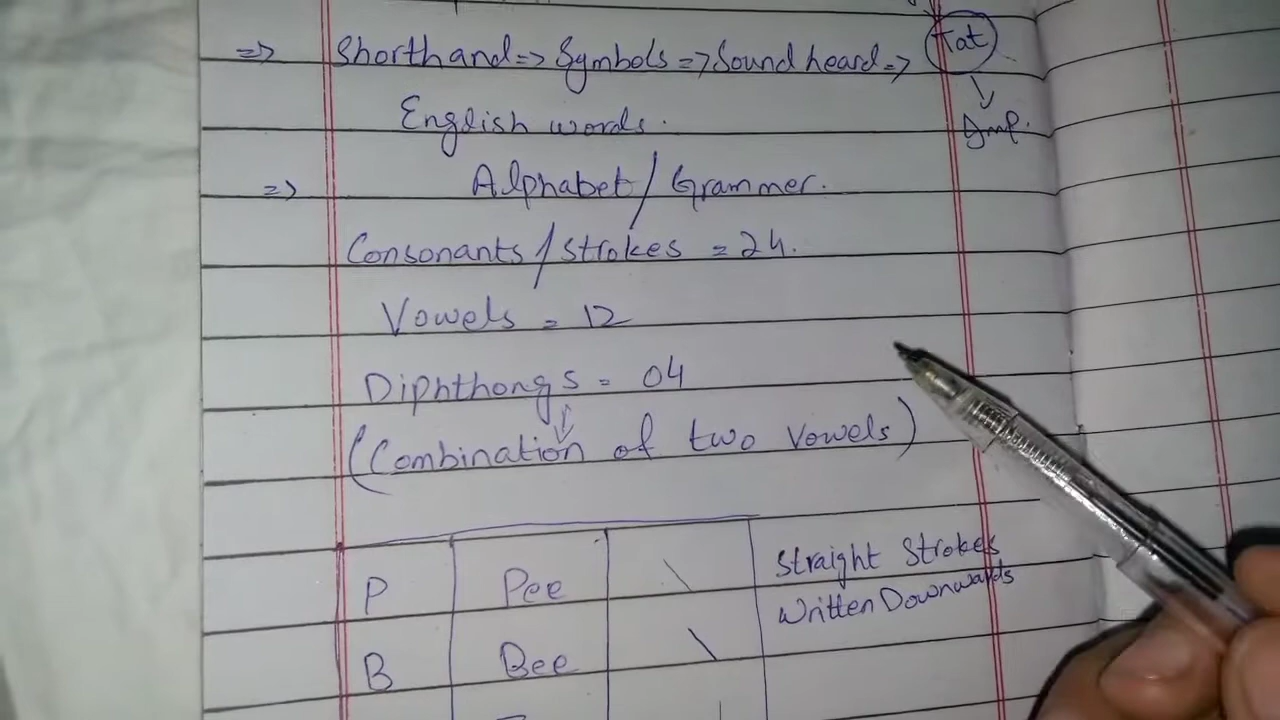 => Shorthand => Symbols => Sound heard => Tat
English words.
Imp.
=> Alphabet / Grammer.
Consonants / Strokes = 24.
Vowels = 12
Diphthongs = 04
(Combination of two vowels)
P Pee \ Straight Strokes
Written Downwards
B Bee \